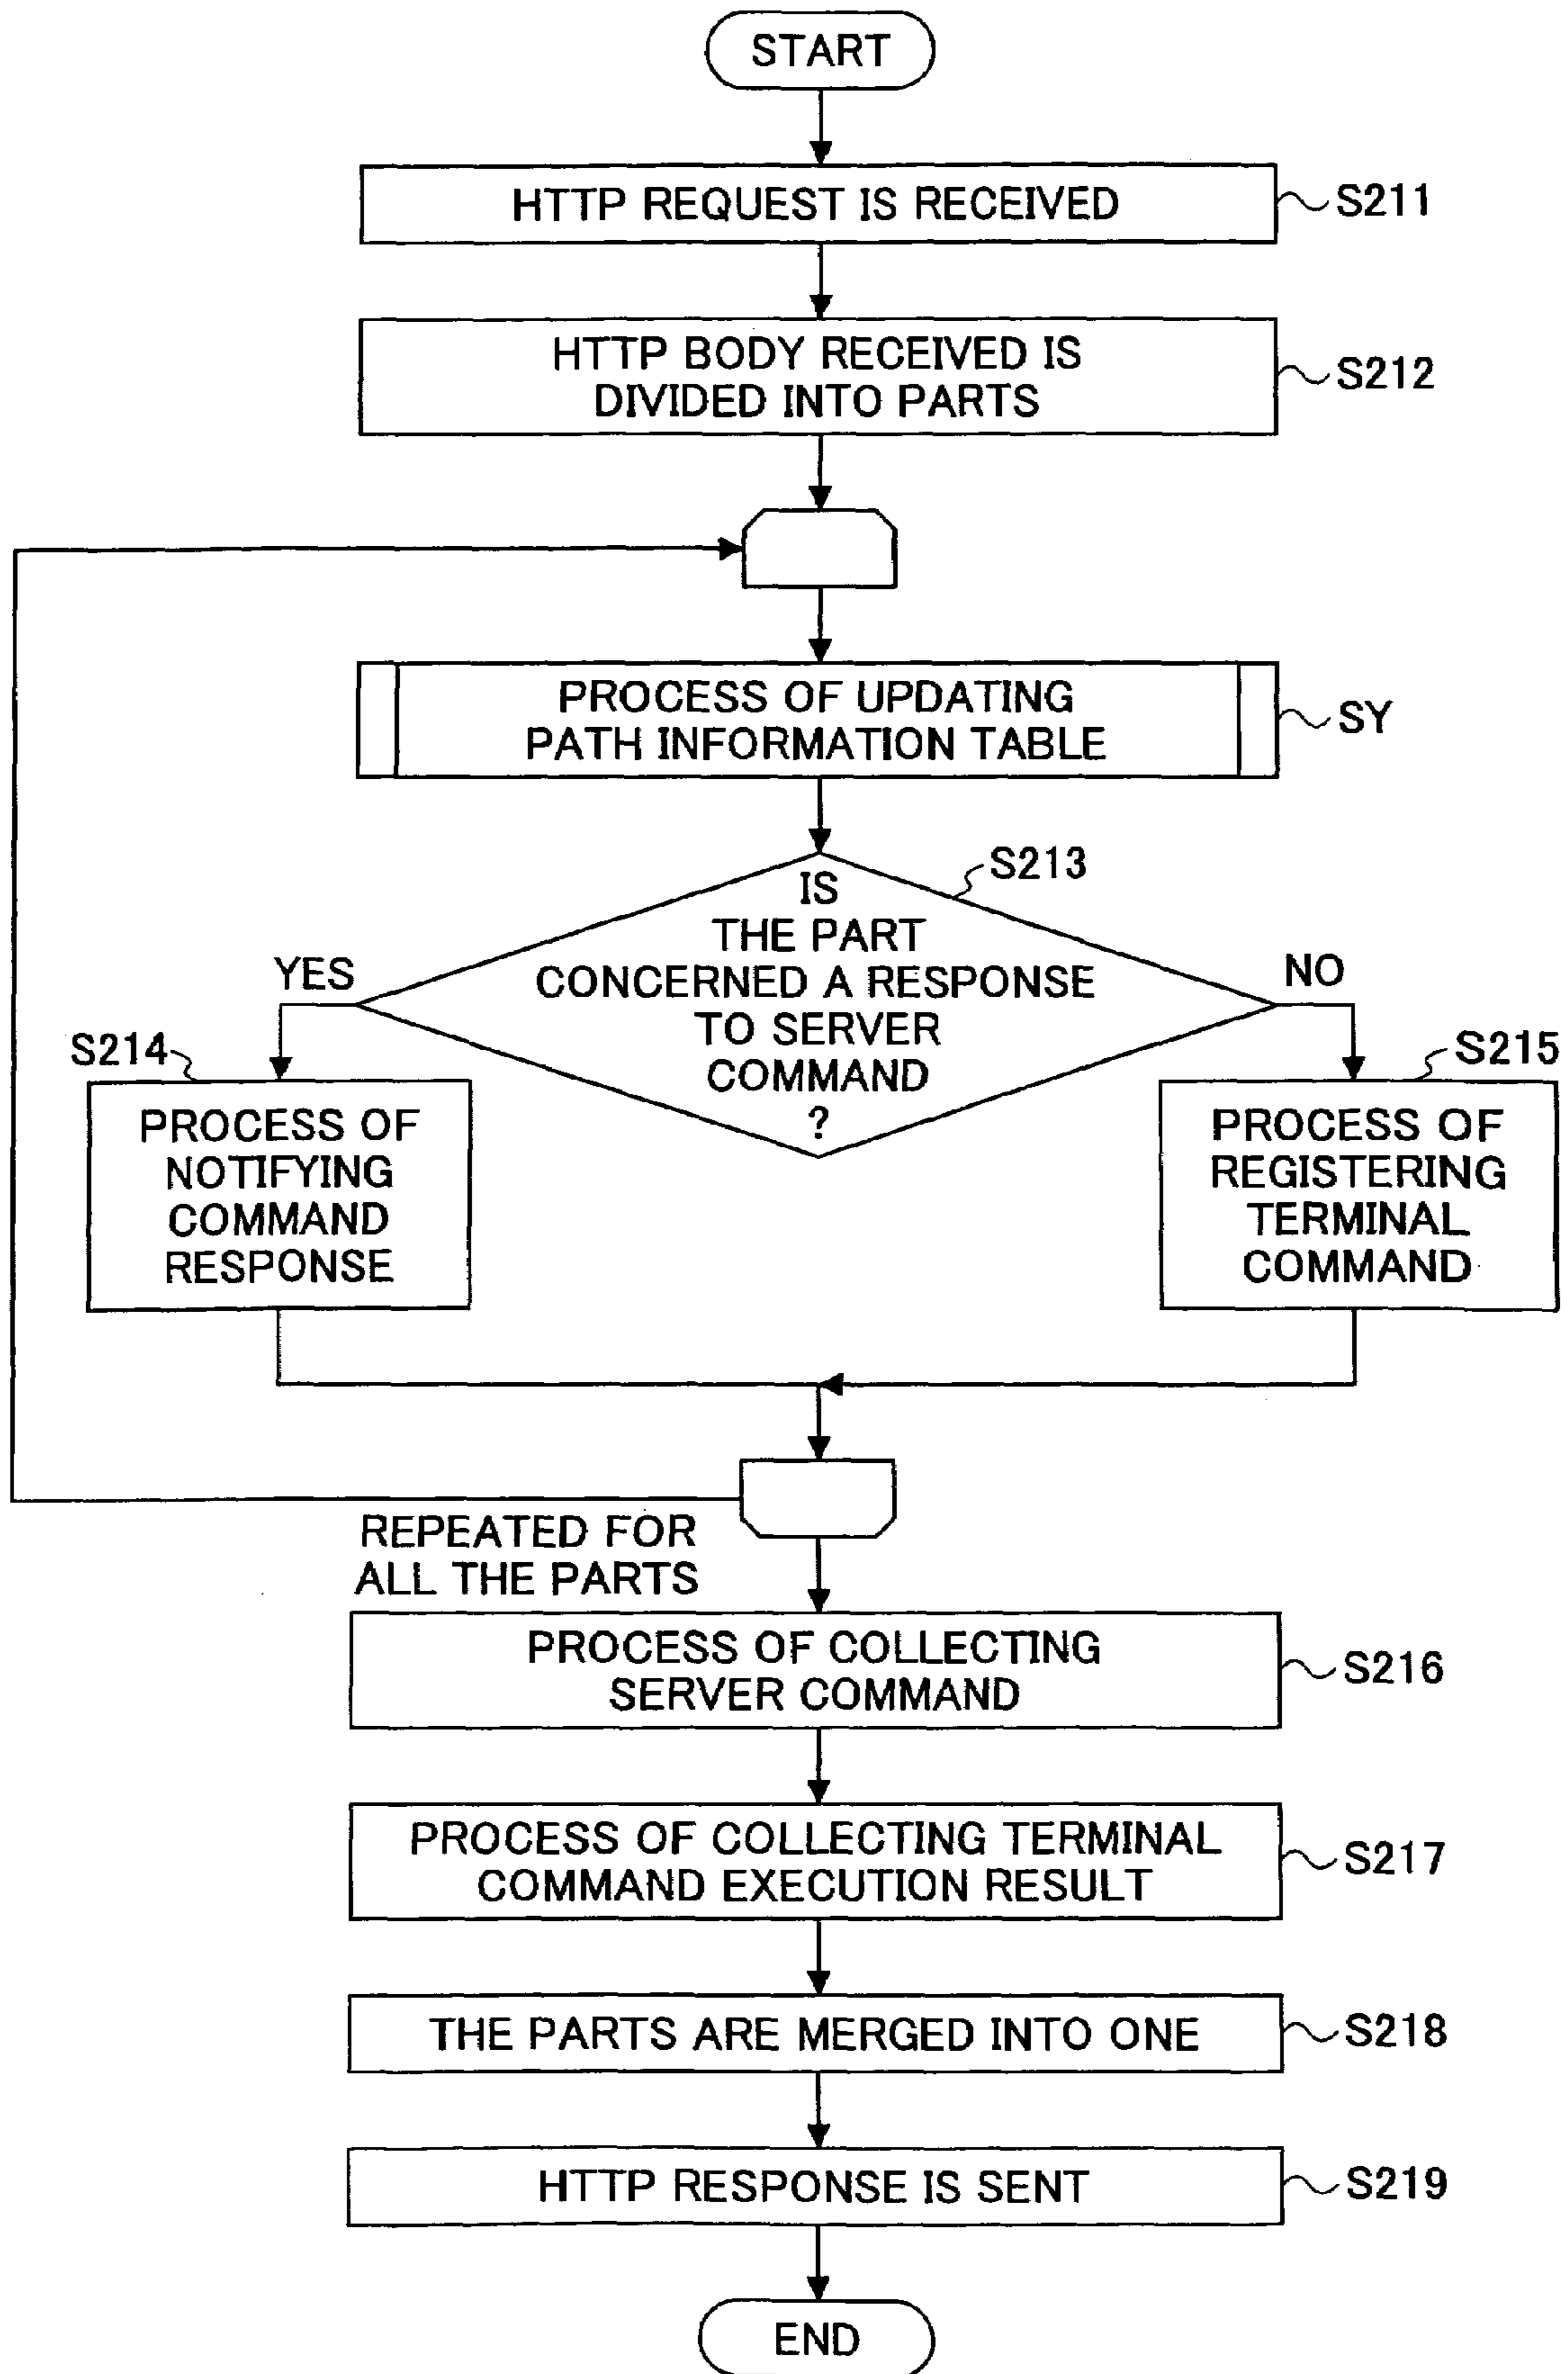 START
HTTP REQUEST IS RECEIVED
S211
HTTP BODY RECEIVED IS
DIVIDED INTO PARTS
S212
PROCESS OF UPDATING
PATH INFORMATION TABLE
SY
S213
IS
THE PART
CONCERNED A RESPONSE
TO SERVER
COMMAND
?
YES
NO
S214
PROCESS OF
NOTIFYING
COMMAND
RESPONSE
S215
PROCESS OF
REGISTERING
TERMINAL
COMMAND
REPEATED FOR
ALL THE PARTS
PROCESS OF COLLECTING
SERVER COMMAND
S216
PROCESS OF COLLECTING TERMINAL
COMMAND EXECUTION RESULT
S217
THE PARTS ARE MERGED INTO ONE
S218
HTTP RESPONSE IS SENT
S219
END